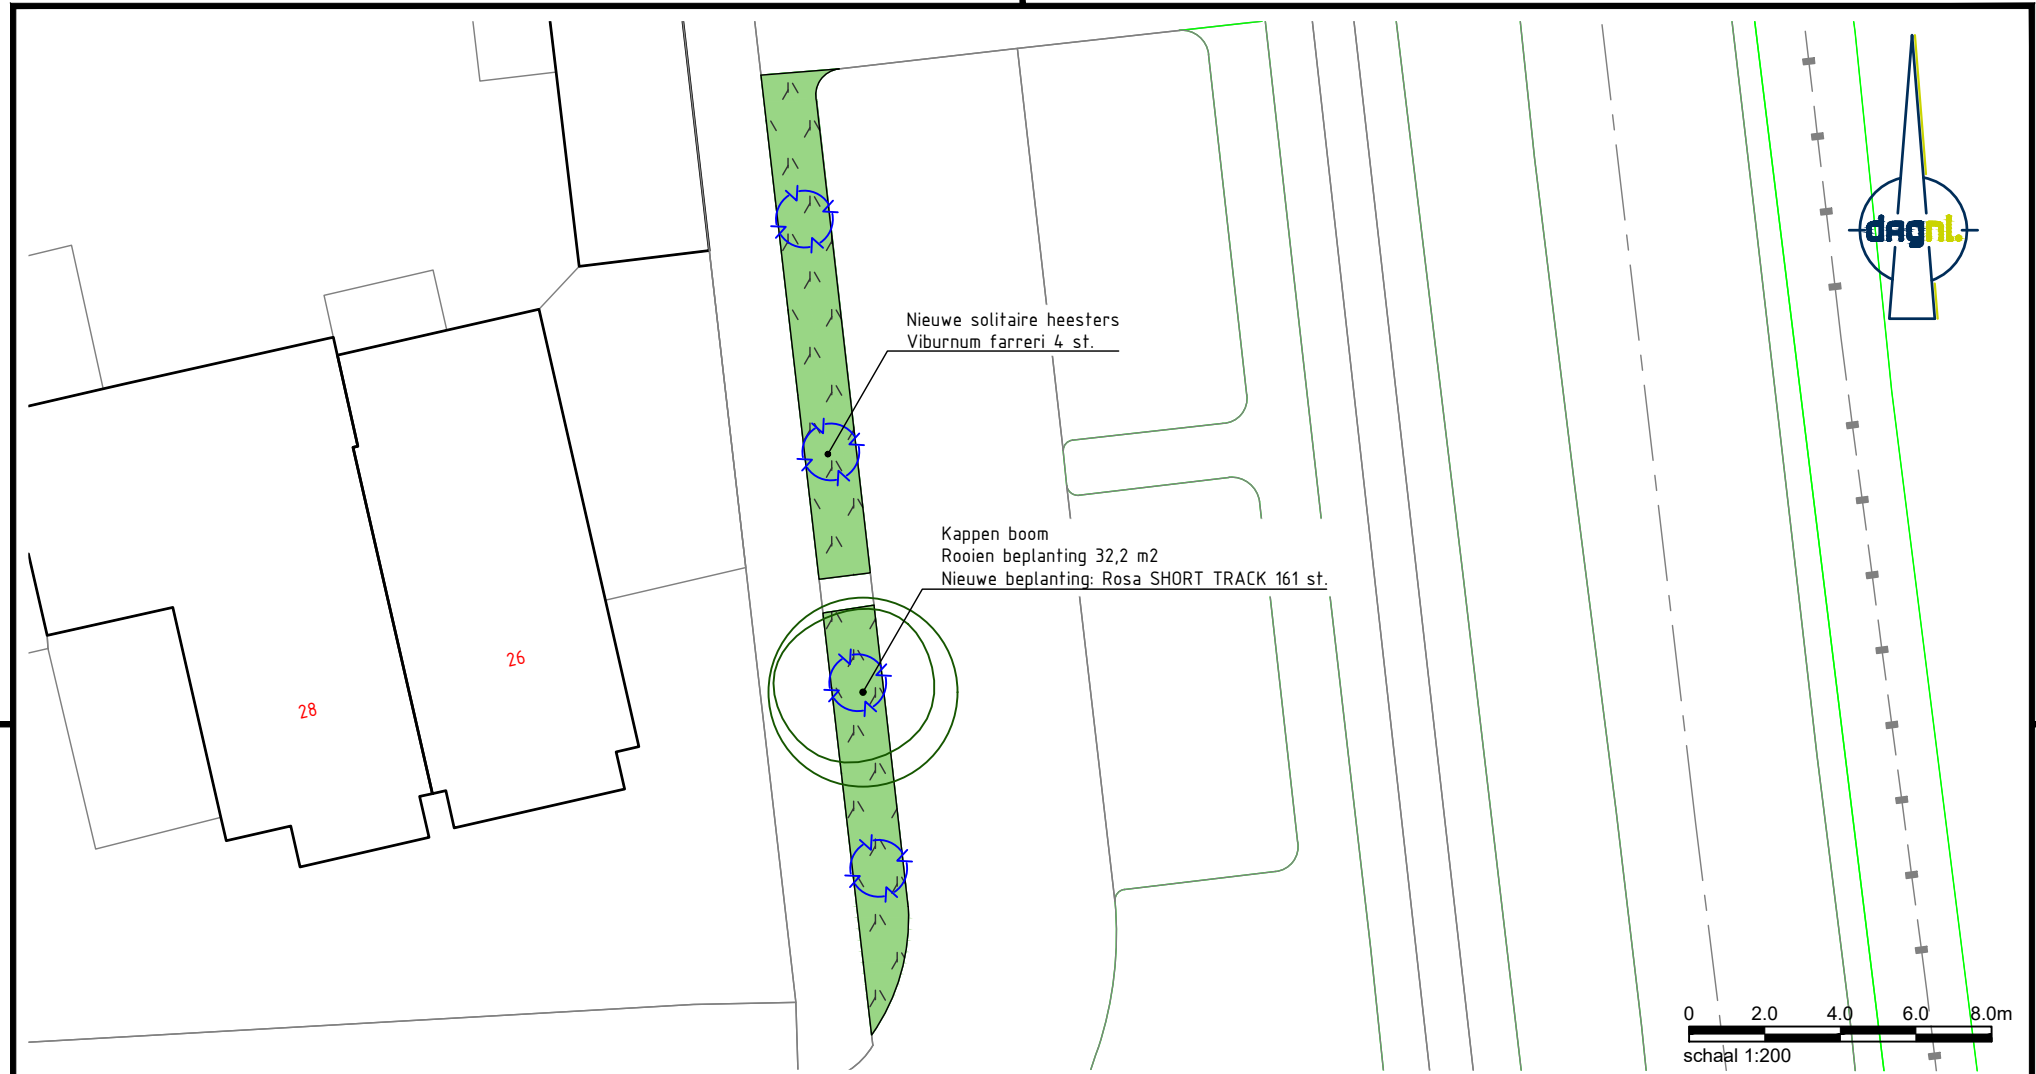 dagnl.
Nieuwe solitaire heesters
Viburnum farreri 4 st.
Kappen boom
Rooien beplanting 32,2 m2
Nieuwe beplanting: Rosa SHORT TRACK 161 st.
26
28
0 2.0 4.0 6.0 8.0m
schaal 1:200